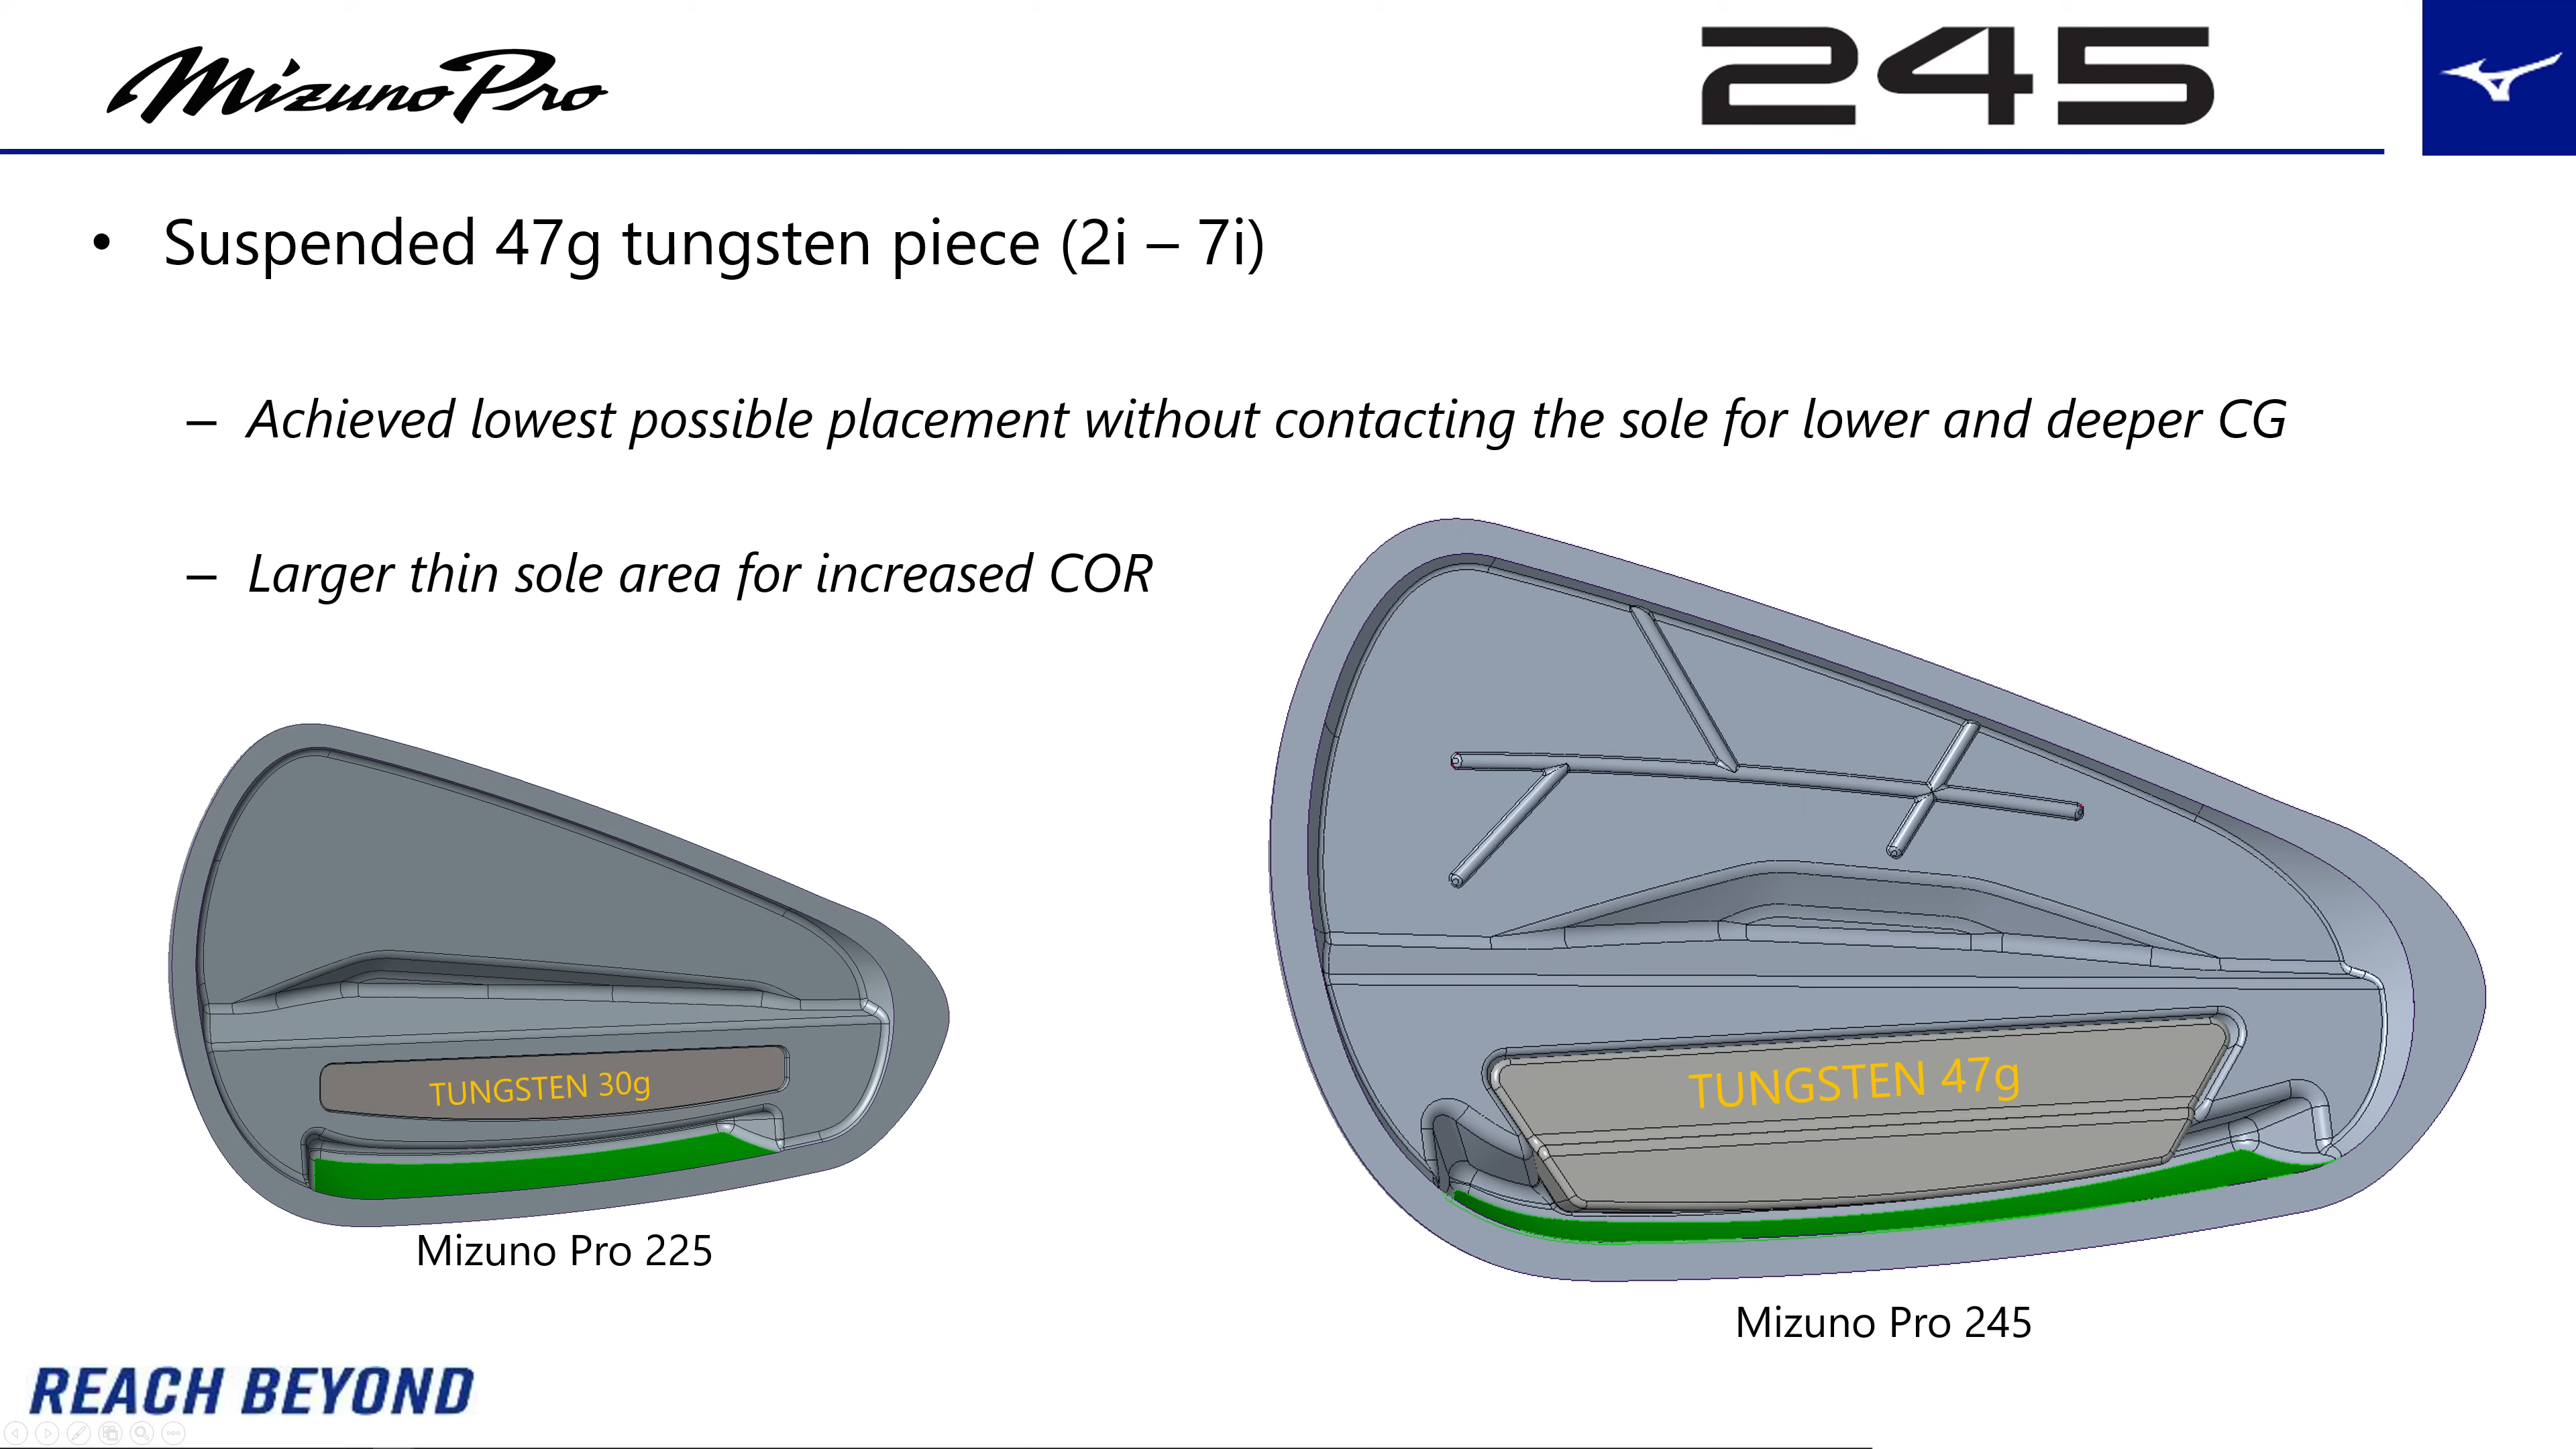 Mizuno Pro
245
• Suspended 47g tungsten piece (2i – 7i)
– Achieved lowest possible placement without contacting the sole for lower and deeper CG
– Larger thin sole area for increased COR
TUNGSTEN 30g
TUNGSTEN 47g
Mizuno Pro 225
Mizuno Pro 245
REACH BEYOND